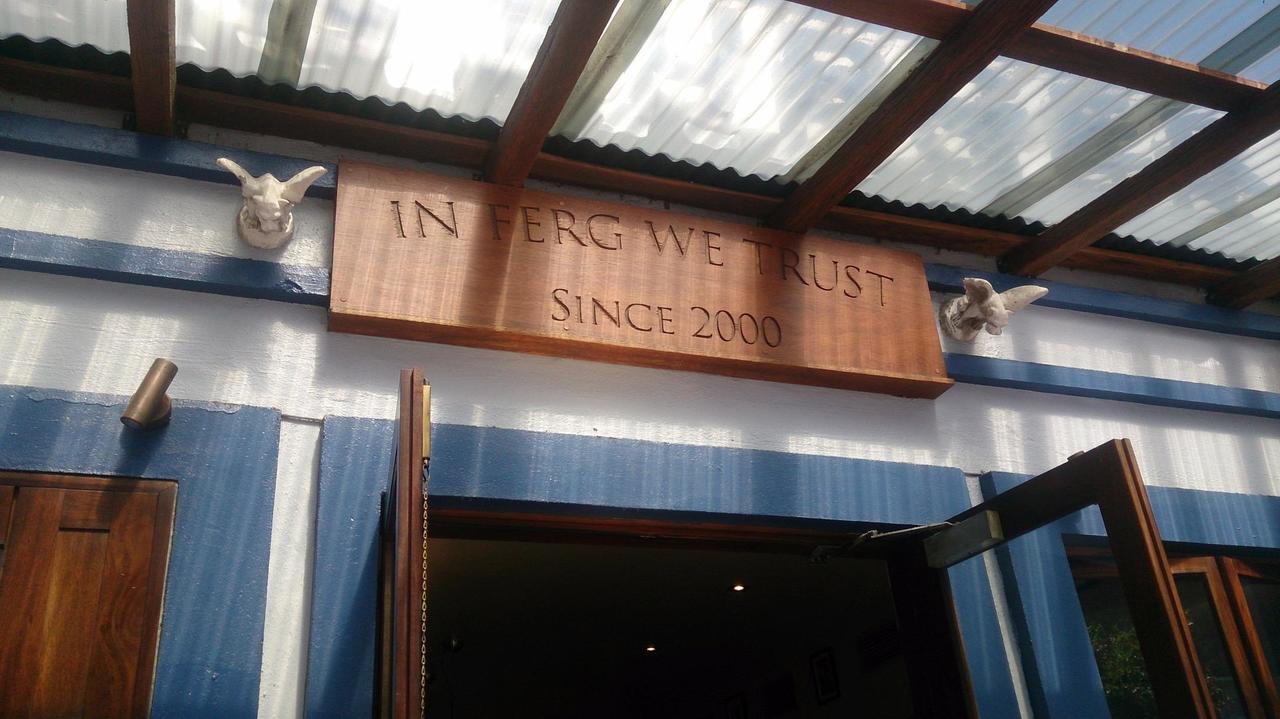 IN FERG WE TRUST
SINCE 2000